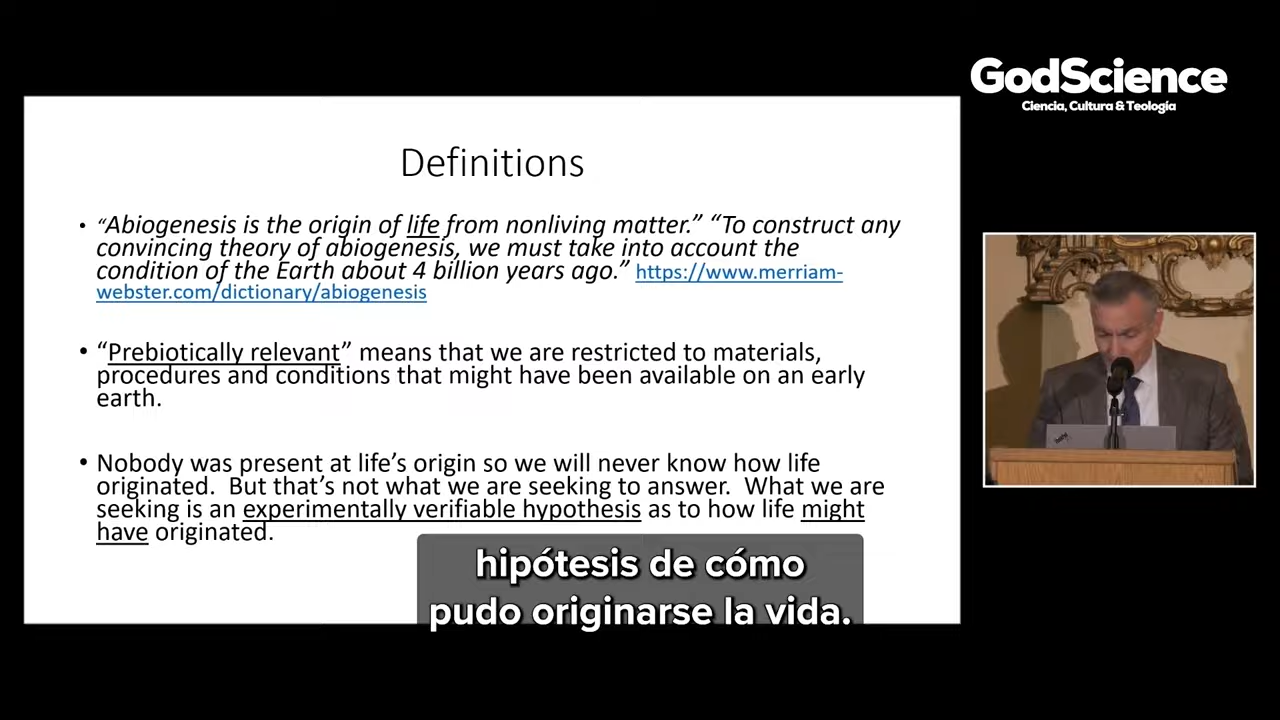 GodScience
Ciencia, Cultura & Teología
Definitions
• “Abiogenesis is the origin of life from nonliving matter.” “To construct any
convincing theory of abiogenesis, we must take into account the
condition of the Earth about 4 billion years ago.” https://www.merriam-
webster.com/dictionary/abiogenesis
• “Prebiotically relevant” means that we are restricted to materials,
procedures and conditions that might have been available on an early
earth.
• Nobody was present at life’s origin so we will never know how life
originated.  But that’s not what we are seeking to answer.  What we are
seeking is an experimentally verifiable hypothesis as to how life might
have originated.
hipótesis de cómo
pudo originarse la vida.